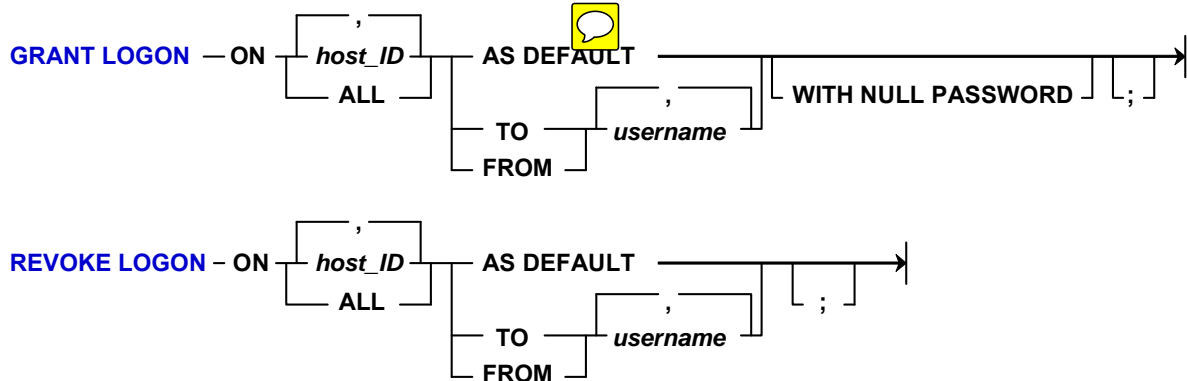 ,
GRANT LOGON ON host_ID AS DEFAULT
ALL , WITH NULL PASSWORD ;
TO username
FROM
,
REVOKE LOGON ON host_ID AS DEFAULT
ALL , ;
TO username
FROM